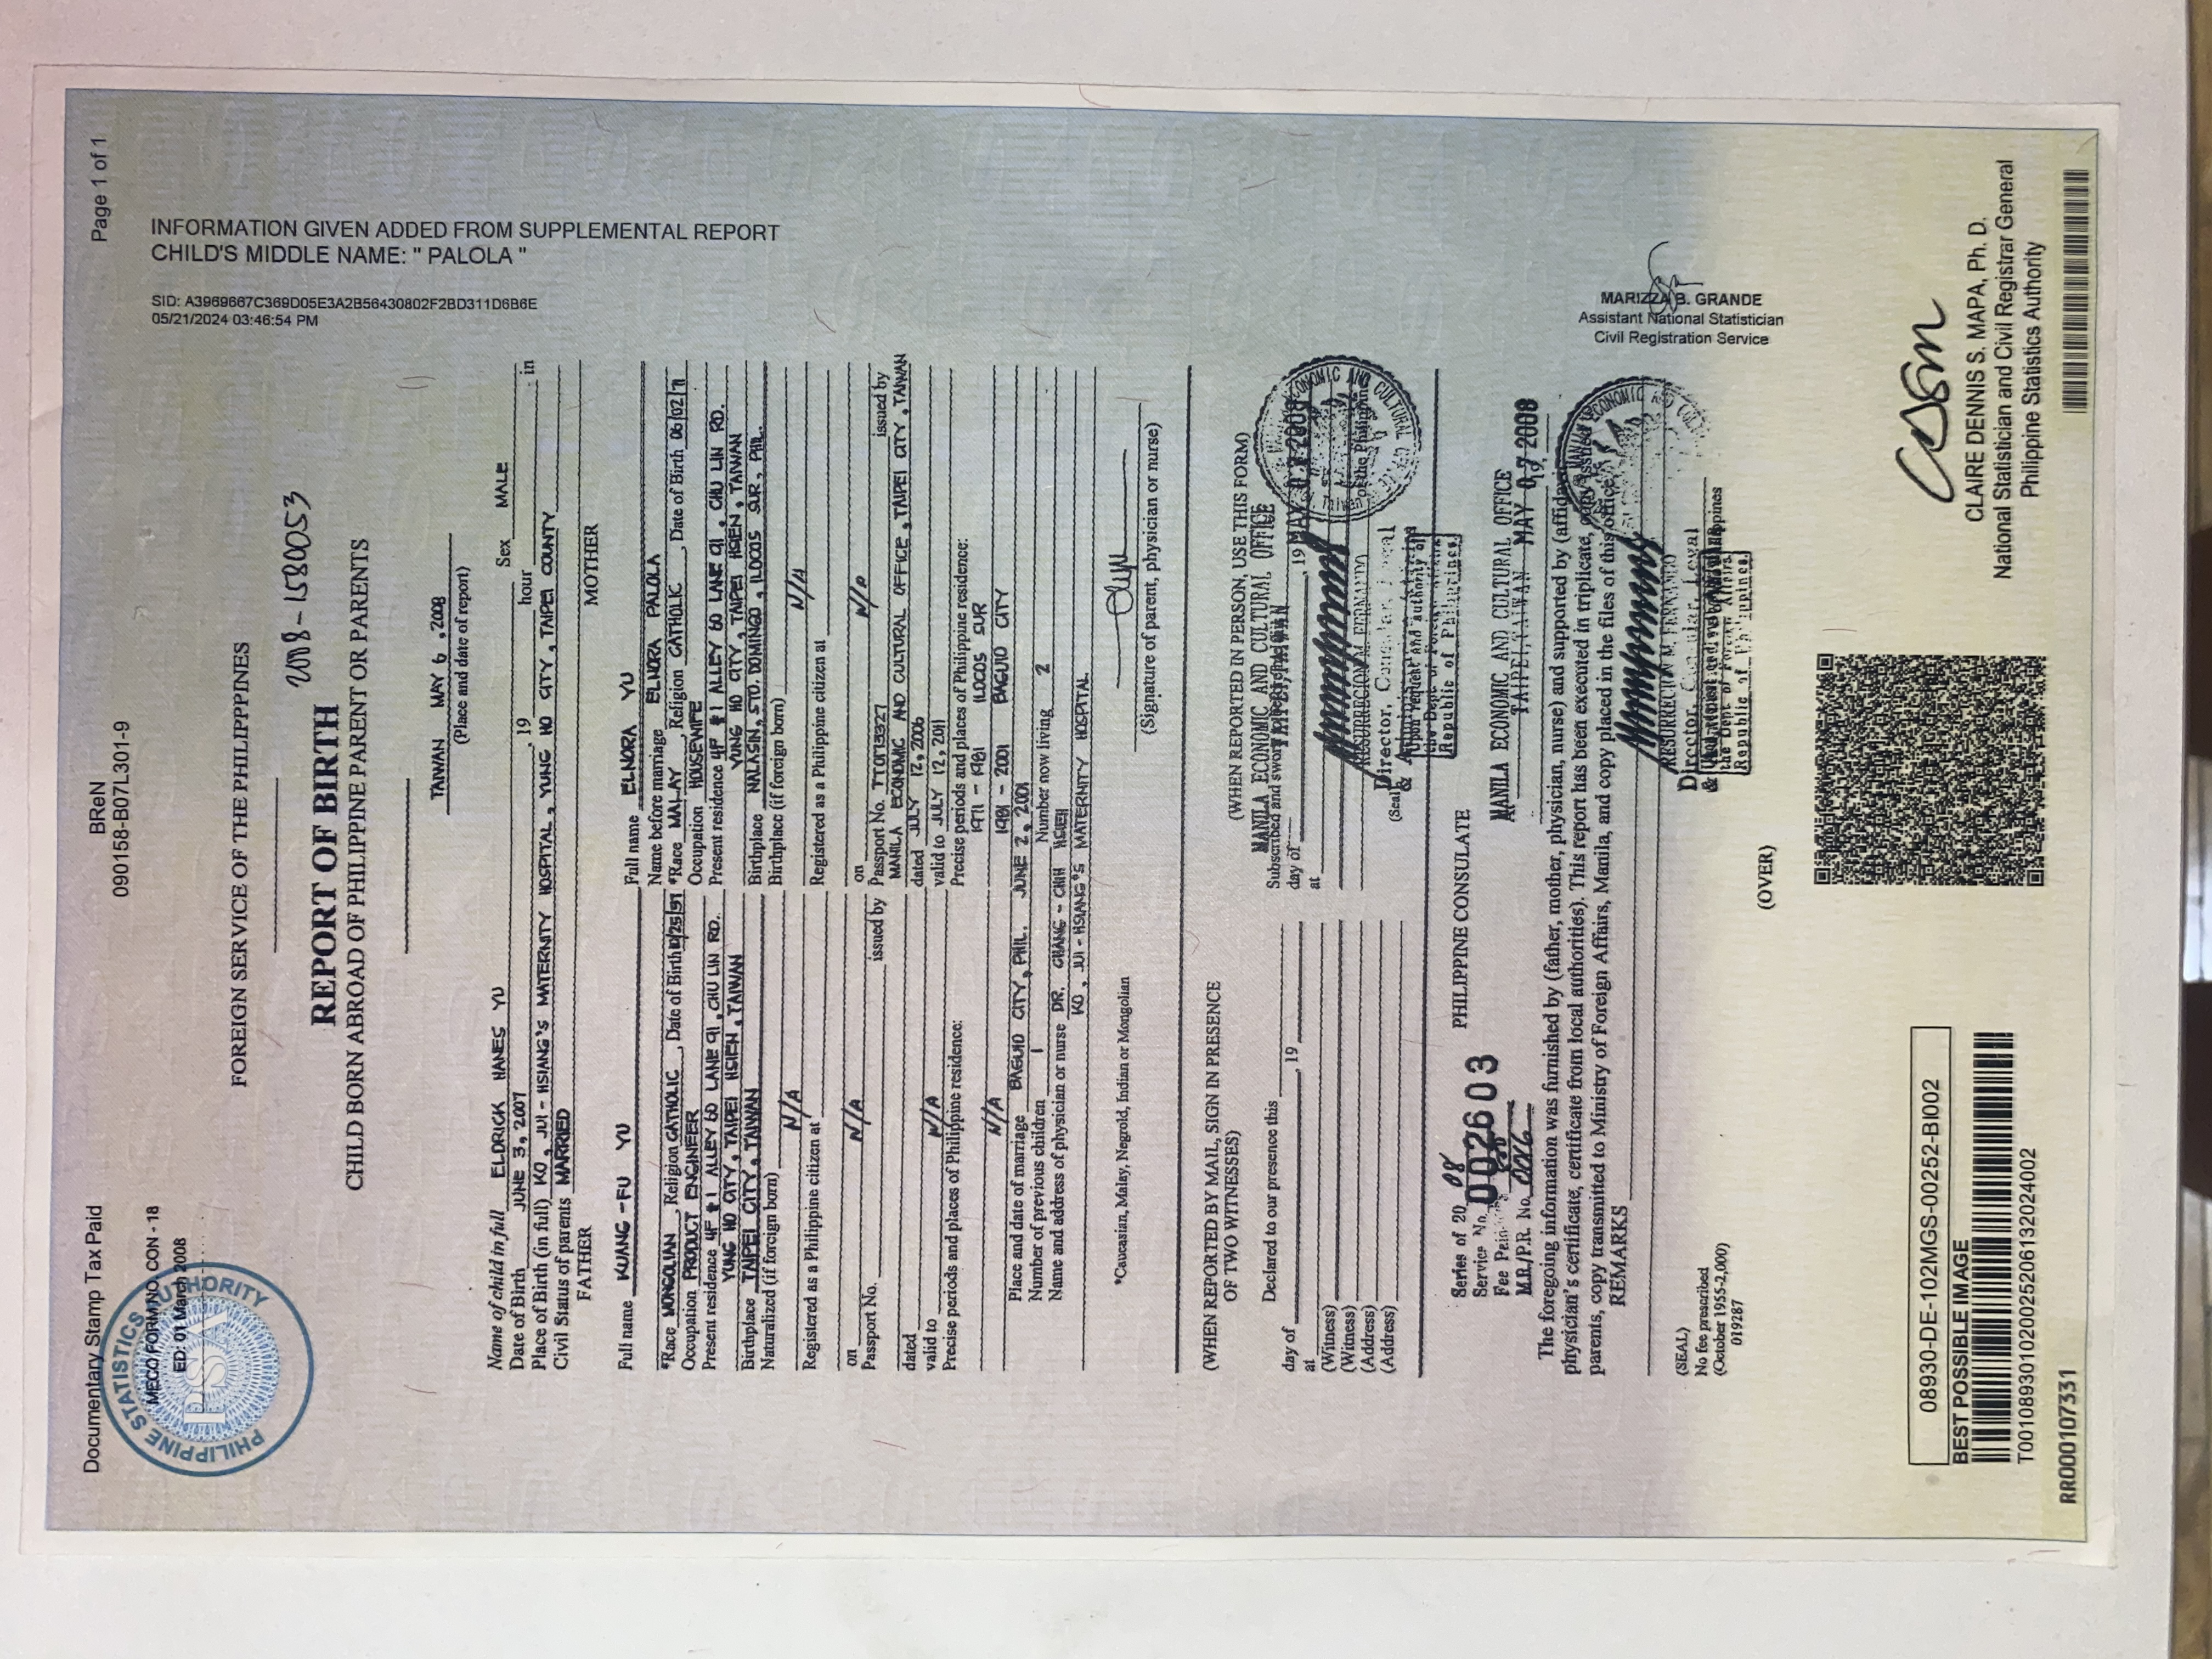 Documentary Stamp Tax Paid
BReN
090158-B07L301-9
Page 1 of 1
PHILIPPINE STATISTICS AUTHORITY
PSA
MECO FORM NO. CON - 18
ED: 01 March 2008
FOREIGN SERVICE OF THE PHILIPPPINES
2008-1580053
REPORT OF BIRTH
CHILD BORN ABROAD OF PHILIPPINE PARENT OR PARENTS
TAIWAN MAY 6, 2008
(Place and date of report)
Name of child in full ELDRICK HANES YU Sex MALE
Date of Birth JUNE 3, 2007 , 19 hour in
Place of Birth (in full) KO, JUI-HSIANG'S MATERNITY HOSPITAL, YUNG HO CITY, TAIPEI COUNTY
Civil Status of parents MARRIED
FATHER
MOTHER
Full name KUANG-FU YU
Full name ELNORA YU
Name before marriage ELNORA PALOLA
*Race MONGOLIAN, Religion CATHOLIC, Date of Birth
*Race MALAY, Religion CATHOLIC, Date of Birth 06/02/71
Occupation PRODUCT ENGINEER
Occupation HOUSEWIFE
Present residence 4F #1 ALLEY 60 LANE 91, CHU LIN RD.
YUNG HO CITY, TAIPEI HSIEN, TAIWAN
Present residence 4F #1 ALLEY 60 LANE 91, CHU LIN RD.
YUNG HO CITY, TAIPEI HSIEN, TAIWAN
Birthplace TAIPEI CITY, TAIWAN
Birthplace NALASIN, STO. DOMINGO, ILOCOS SUR, PHIL.
Naturalized (if foreign born)
N/A
Birthplace (if foreign born)
N/A
Registered as a Philippine citizen at
Registered as a Philippine citizen at
on N/A
on N/A
Passport No. issued by
Passport No. issued by
MANILA ECONOMIC AND CULTURAL OFFICE, TAIPEI CITY, TAIWAN
dated
dated JULY 12, 2006
valid to N/A
valid to JULY 12, 2011
Precise periods and places of Philippine residence:
N/A
Precise periods and places of Philippine residence:
1971 - 1981 ILOCOS SUR
1981 - 2001 BAGUIO CITY
Place and date of marriage BAGUIO CITY, PHIL. JUNE 2, 2001
Number of previous children 1 Number now living 2
Name and address of physician or nurse DR. CHANG-CHIH HSIEH
KO, JUI-HSIANG'S MATERNITY HOSPITAL
*Caucasian, Malay, Negrold, Indian or Mongolian
(Signature of parent, physician or nurse)
(WHEN REPORTED BY MAIL, SIGN IN PRESENCE
OF TWO WITNESSES)
Declared to our presence this
day of , 19
at
(Witness)
(Witness)
(Address)
(Address)
(WHEN REPORTED IN PERSON, USE THIS FORM)
MANILA ECONOMIC AND CULTURAL OFFICE
TAIPEI, TAIWAN
Subscribed and sworn
day of , 19 MAY 07 2008
at
RESURRECION M. FERNANDO
of the Philippines
(Seal) Director, Consular, Legal
& Administrative Affairs
Upon request and authority of
the Dept of Foreign Affairs
Republic of Philippines.
Series of 20 08
Service No. 002603
Fee Paid
M.R./P.R. No. 0016
PHILIPPINE CONSULATE
MANILA ECONOMIC AND CULTURAL OFFICE
TAIPEI, TAIWAN MAY 07 2008
The foregoing information was furnished by (father, mother, physician, nurse) and supported by (affidavit,
physician's certificate, certificate from local authorities). This report has been executed in triplicate, copy issued to
parents, copy transmitted to Ministry of Foreign Affairs, Manila, and copy placed in the files of this office.
REMARKS
RESURRECION M. FERNANDO
Director, Consular, Legal
the Dept of Foreign Affairs
Republic of Philippines.
(SEAL)
No fee prescribed
(October 1955-2,000)
019287
(OVER)
INFORMATION GIVEN ADDED FROM SUPPLEMENTAL REPORT
CHILD'S MIDDLE NAME: " PALOLA "
SID: A3969667C369D05E3A2B56430802F2BD311D6B6E
05/21/2024 03:46:54 PM
MARIZZA B. GRANDE
Assistant National Statistician
Civil Registration Service
08930-DE-102MGS-00252-BI002
BEST POSSIBLE IMAGE
T001089301020025206132024002
RR000107331
CLAIRE DENNIS S. MAPA, Ph. D.
National Statistician and Civil Registrar General
Philippine Statistics Authority